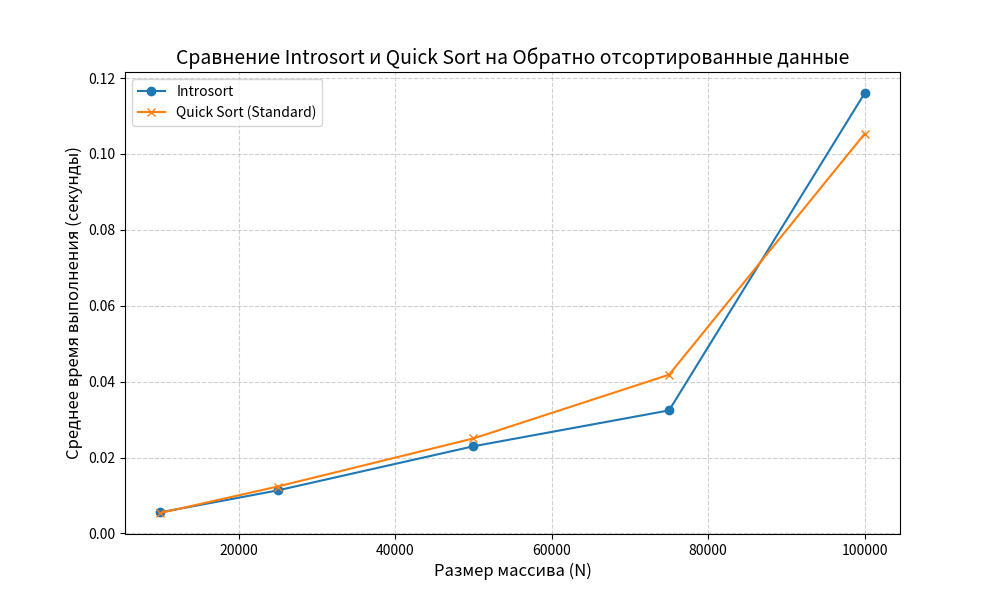 Сравнение Introsort и Quick Sort на Обратно отсортированные данные
Introsort
Quick Sort (Standard)
Среднее время выполнения (секунды)
0.12
0.10
0.08
0.06
0.04
0.02
0.00
20000 40000 60000 80000 100000
Размер массива (N)